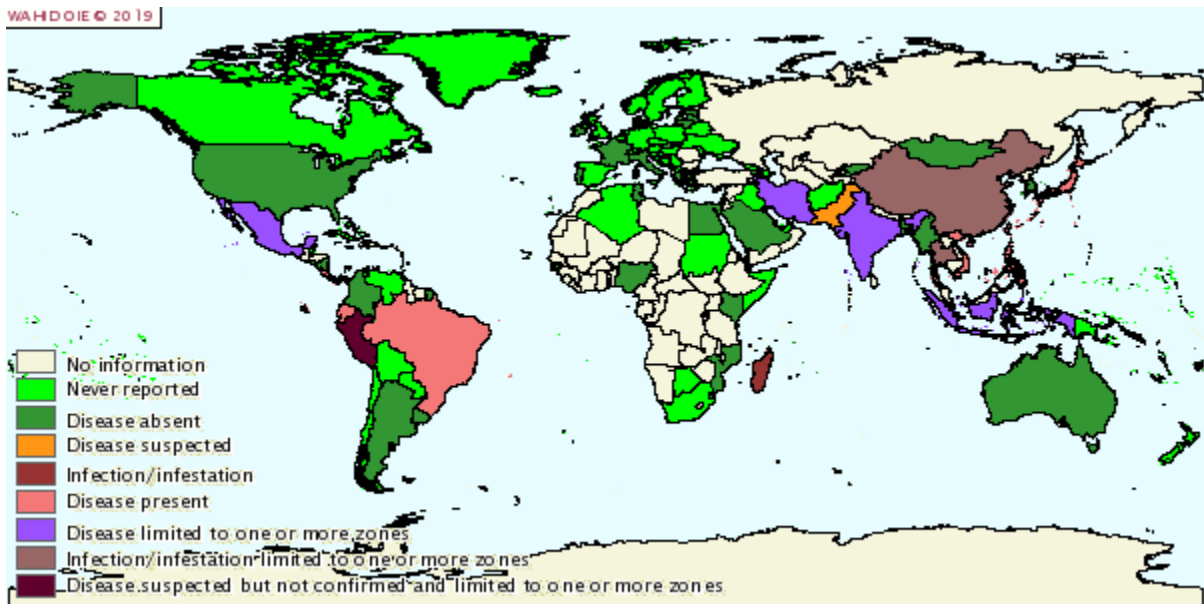 WAHIDOIE © 2019
No information
Never reported
Disease absent
Disease suspected
Infection/infestation
Disease present
Disease limited to one or more zones
Infection/infestation limited to one or more zones
Disease suspected but not confirmed and limited to one or more zones